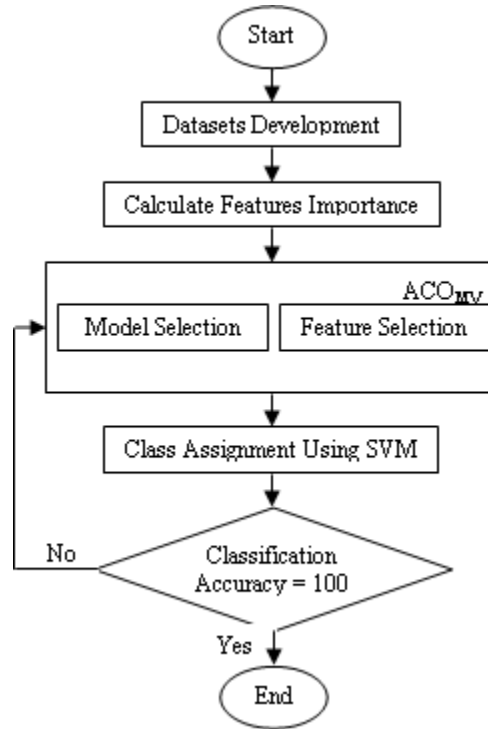 Start
Datasets Development
Calculate Features Importance
ACOMV
Model Selection
Feature Selection
Class Assignment Using SVM
No
Classification
Accuracy = 100
Yes
End